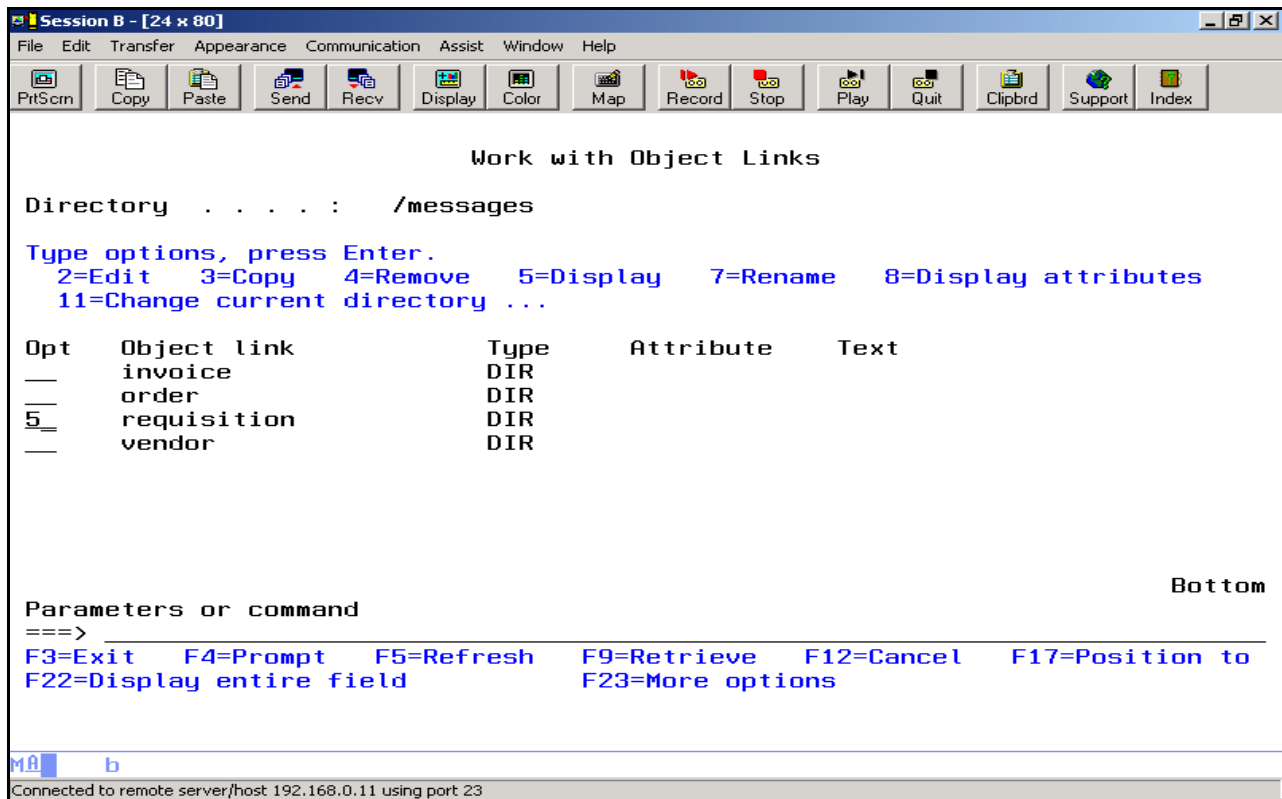 Session B - [24 x 80]
File Edit Transfer Appearance Communication Assist Window Help
PrtScrn Copy Paste Send Recv Display Color Map Record Stop Play Quit Clipbrd Support Index
Work with Object Links
Directory . . . . : /messages
Type options, press Enter.
2=Edit 3=Copy 4=Remove 5=Display 7=Rename 8=Display attributes
11=Change current directory ...
Opt Object link Type Attribute Text
__ invoice DIR
__ order DIR
5_ requisition DIR
__ vendor DIR
Bottom
Parameters or command
===>
F3=Exit F4=Prompt F5=Refresh F9=Retrieve F12=Cancel F17=Position to
F22=Display entire field F23=More options
MA b
Connected to remote server/host 192.168.0.11 using port 23